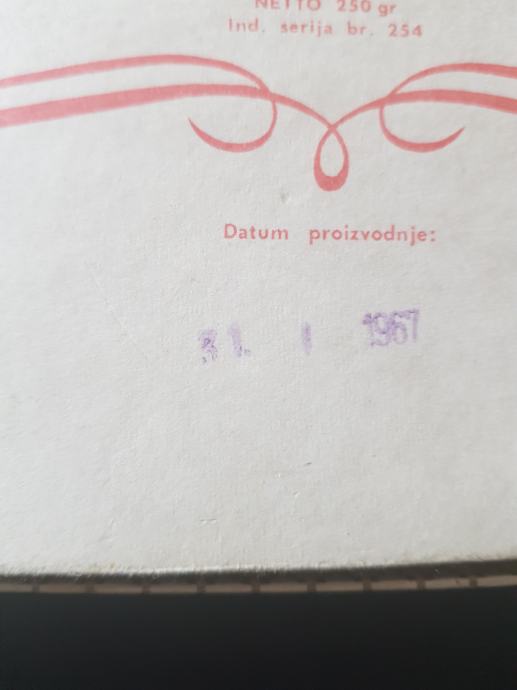 NETTO 250 gr
Ind. serija br. 254
Datum proizvodnje:
31. I 1967